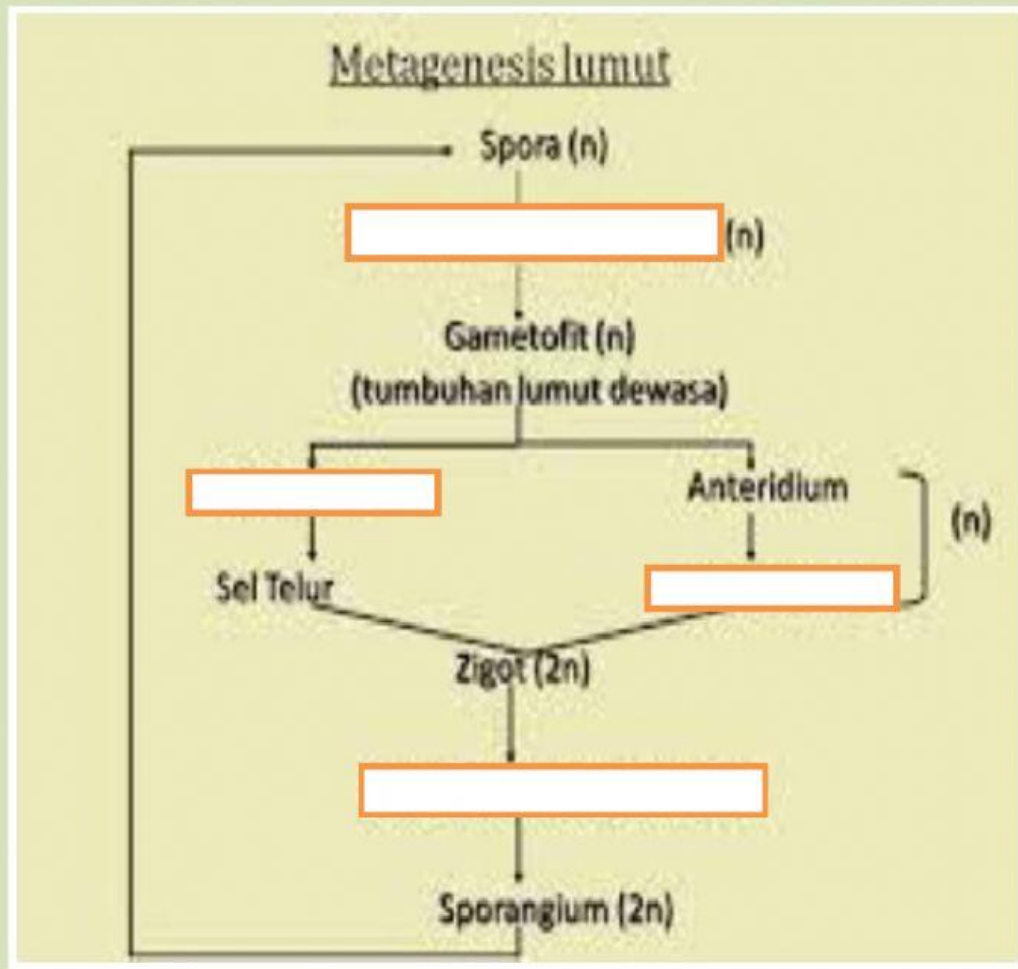 Metagenesis lumut
Spora (n)
(n)
Gametofit (n)
(tumbuhan lumut dewasa)
Anteridium
(n)
Sel Telur
Zigot (2n)
Sporangium (2n)